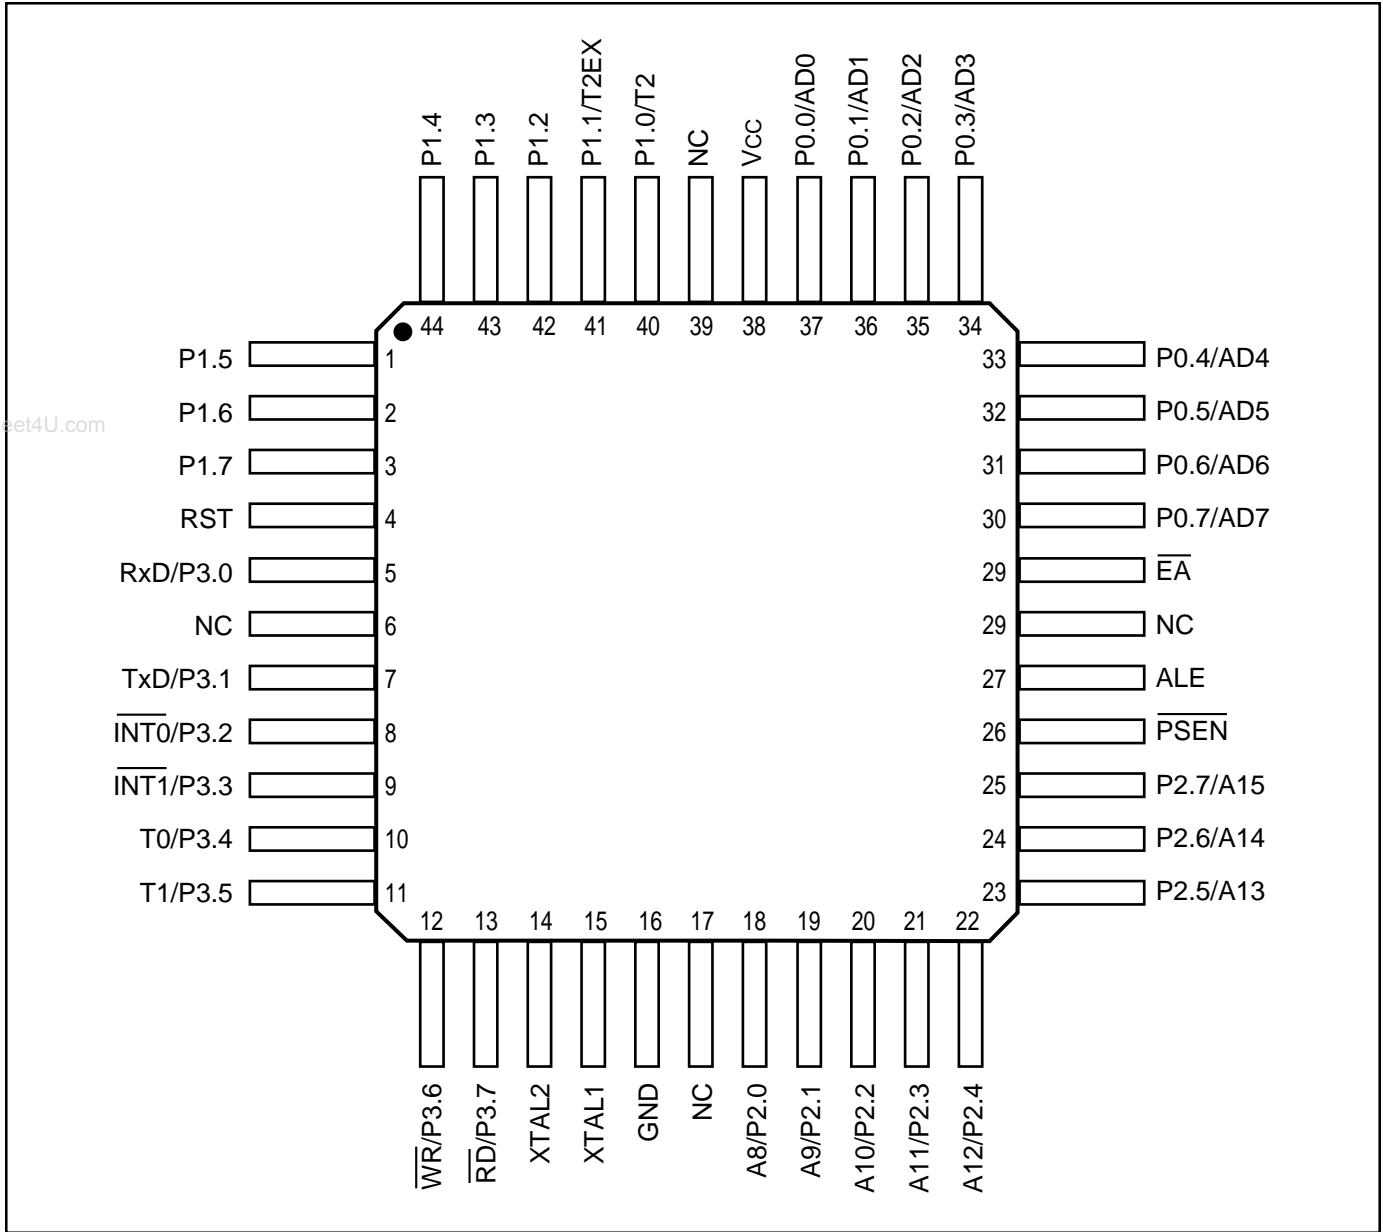 P1.4
P1.3
P1.2
P1.1/T2EX
P1.0/T2
NC
VCC
P0.0/AD0
P0.1/AD1
P0.2/AD2
P0.3/AD3
44 43 42 41 40 39 38 37 36 35 34
P1.5 1 33 P0.4/AD4
P1.6 2 32 P0.5/AD5
eet4U.com
P1.7 3 31 P0.6/AD6
RST 4 30 P0.7/AD7
RxD/P3.0 5 29 EA
NC 6 29 NC
TxD/P3.1 7 27 ALE
INT0/P3.2 8 26 PSEN
INT1/P3.3 9 25 P2.7/A15
T0/P3.4 10 24 P2.6/A14
T1/P3.5 11 23 P2.5/A13
12 13 14 15 16 17 18 19 20 21 22
WR/P3.6
RD/P3.7
XTAL2
XTAL1
GND
NC
A8/P2.0
A9/P2.1
A10/P2.2
A11/P2.3
A12/P2.4